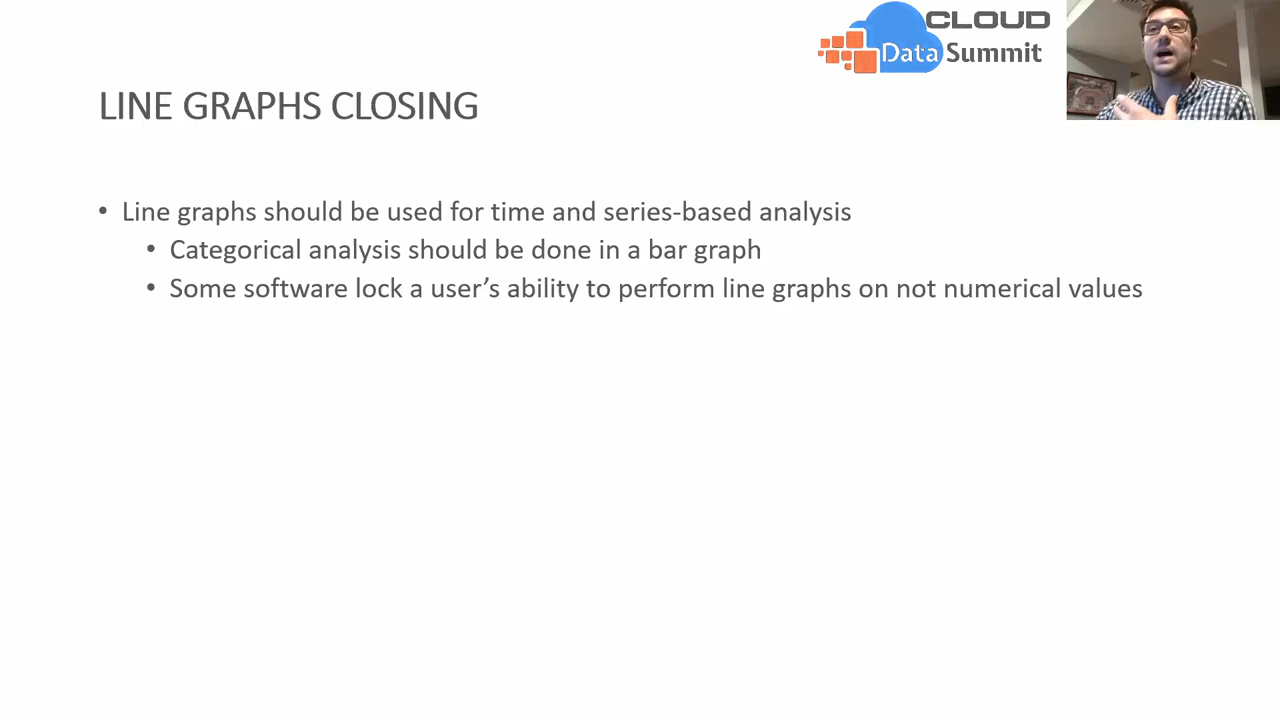 CLOUD
Data Summit
LINE GRAPHS CLOSING
• Line graphs should be used for time and series-based analysis
• Categorical analysis should be done in a bar graph
• Some software lock a user’s ability to perform line graphs on not numerical values